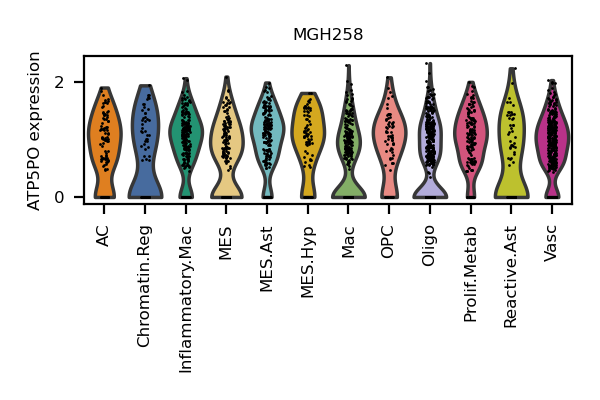 MGH258
ATP5PO expression
2
0
AC
Chromatin.Reg
Inflammatory.Mac
MES
MES.Ast
MES.Hyp
Mac
OPC
Oligo
Prolif.Metab
Reactive.Ast
Vasc